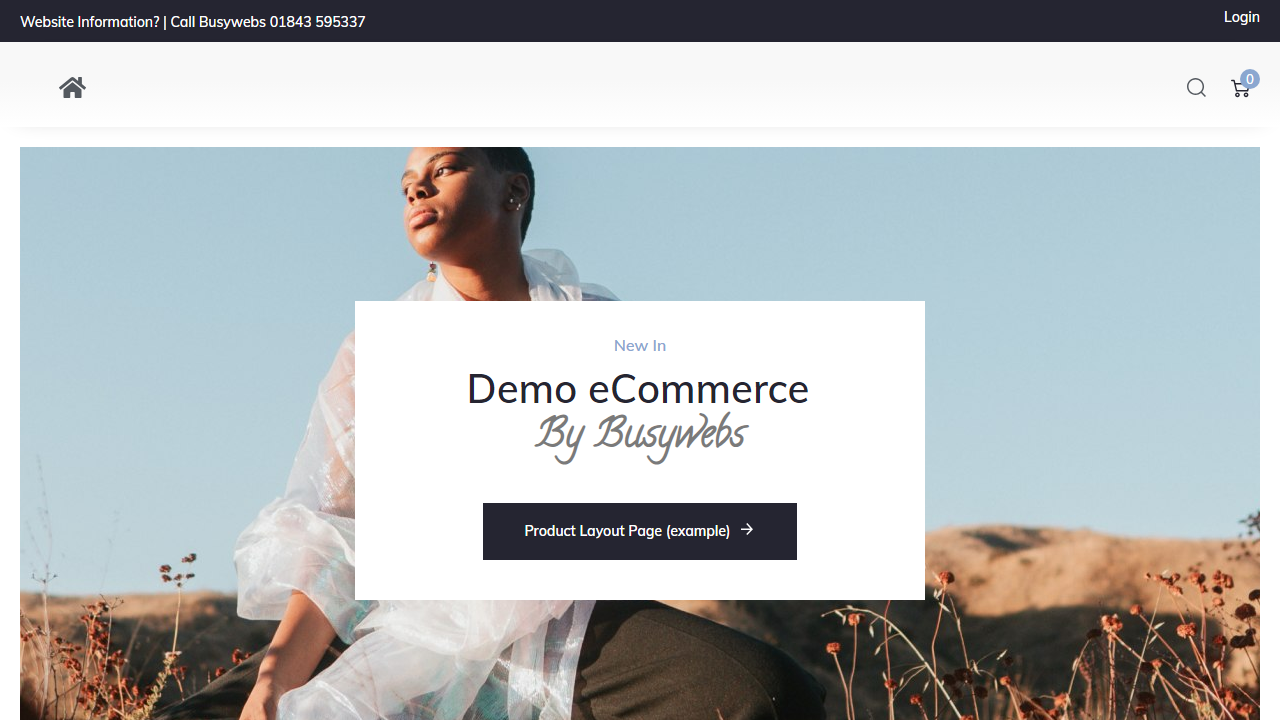 Website Information? | Call Busywebs 01843 595337
Login
0
New In
Demo eCommerce
By Busywebs
Product Layout Page (example)